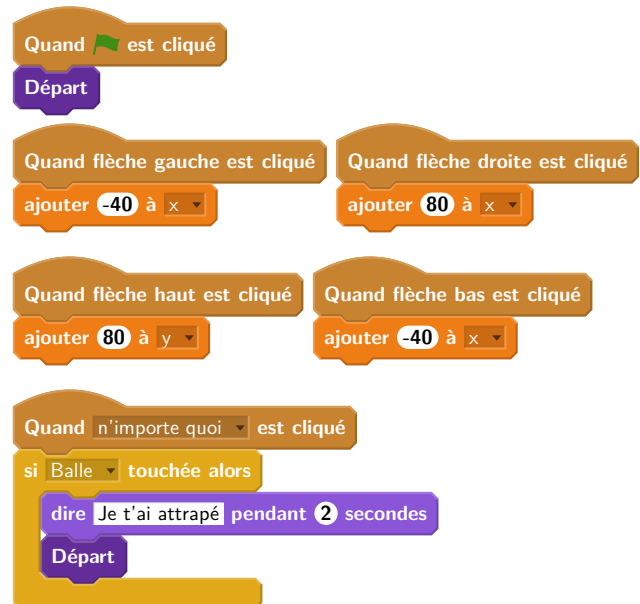 Quand est cliqué
Départ
Quand flèche gauche est cliqué
ajouter -40 à x
Quand flèche droite est cliqué
ajouter 80 à x
Quand flèche haut est cliqué
ajouter 80 à y
Quand flèche bas est cliqué
ajouter -40 à x
Quand n'importe quoi est cliqué
si Balle touchée alors
dire Je t'ai attrapé pendant 2 secondes
Départ